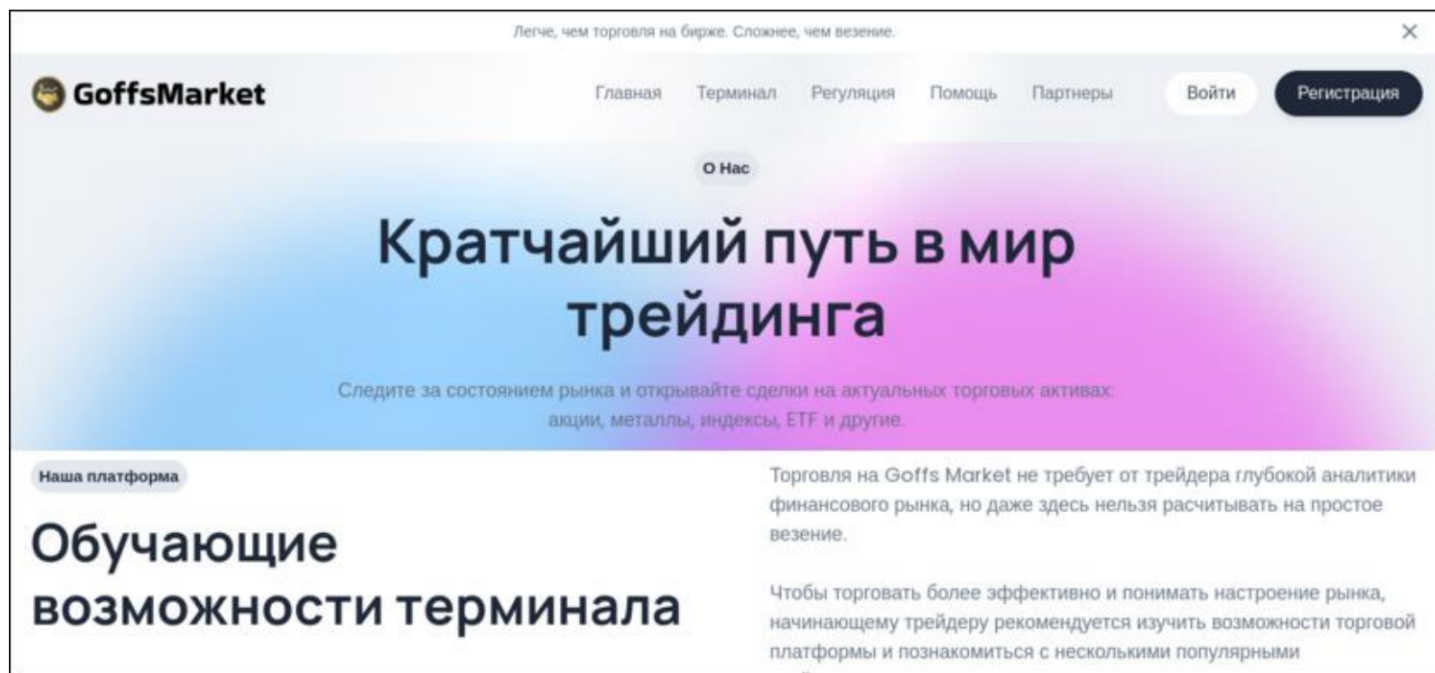 Легче, чем торговля на бирже. Сложнее, чем везение.
GoffsMarket
Главная Терминал Регуляция Помощь Партнеры Войти Регистрация
О Нас
Кратчайший путь в мир
трейдинга
Следите за состоянием рынка и открывайте сделки на актуальных торговых активах:
акции, металлы, индексы, ETF и другие.
Наша платформа
Обучающие
возможности терминала
Торговля на Goffs Market не требует от трейдера глубокой аналитики
финансового рынка, но даже здесь нельзя расчитывать на простое
везение.
Чтобы торговать более эффективно и понимать настроение рынка,
начинающему трейдеру рекомендуется изучить возможности торговой
платформы и познакомиться с несколькими популярными